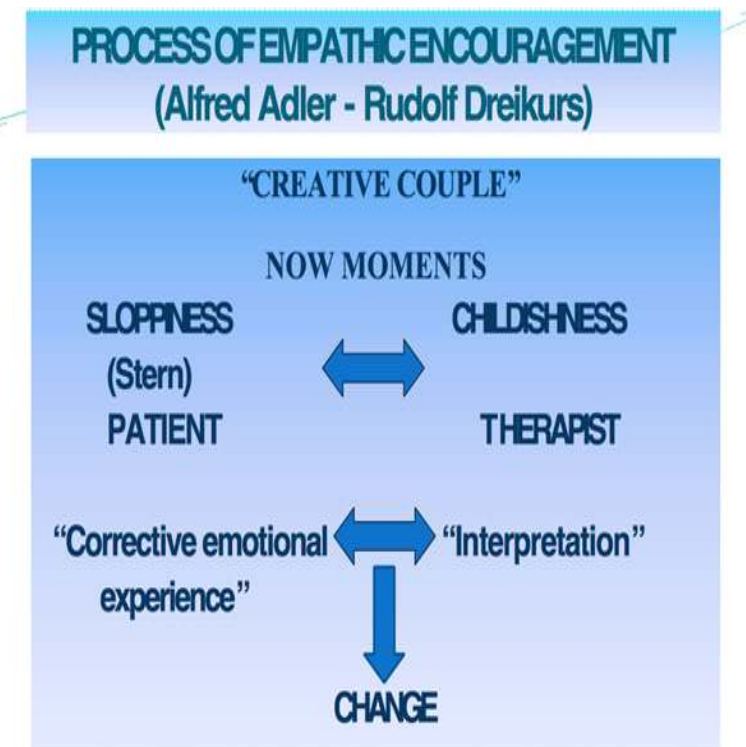 PROCESS OF EMPATHIC ENCOURAGEMENT
(Alfred Adler - Rudolf Dreikurs)
“CREATIVE COUPLE”
NOW MOMENTS
SLOPPINESS CHILDISHNESS
(Stern)
PATIENT THERAPIST
“Corrective emotional “Interpretation”
experience”
CHANGE